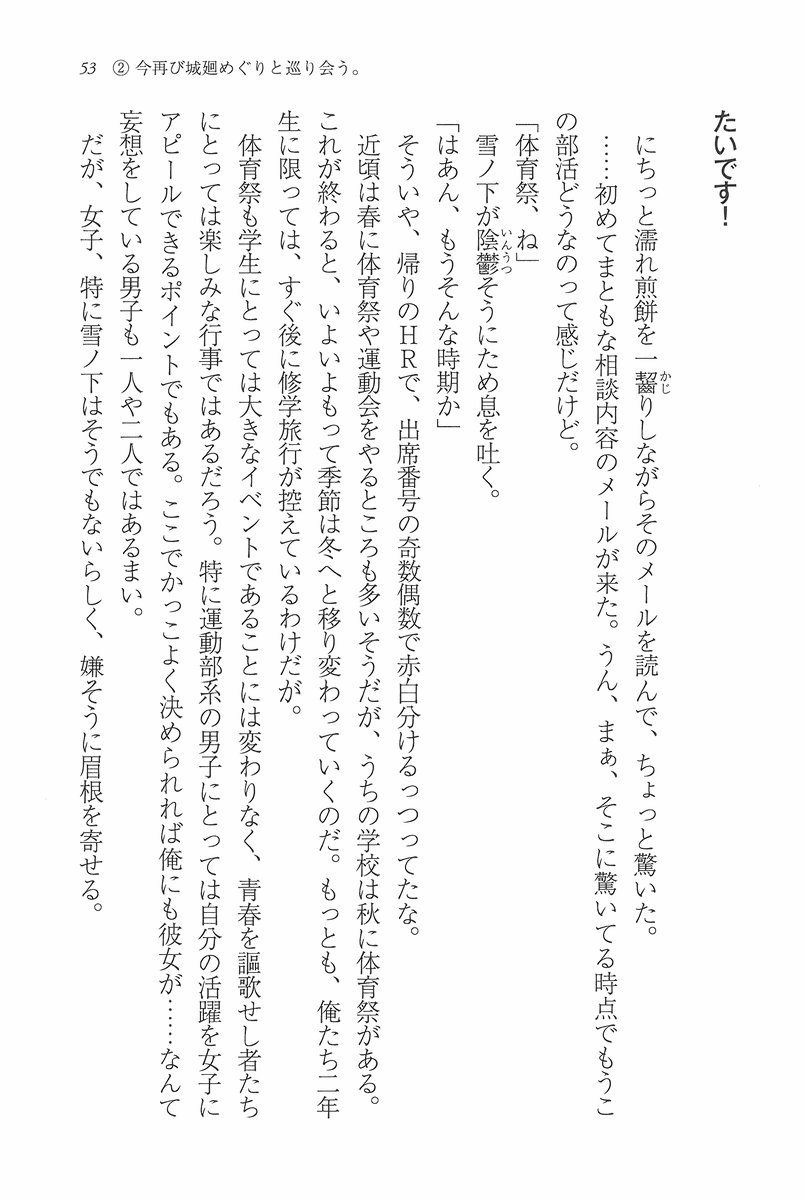 53　② 今再び城廻めぐりと巡り会う。
たいです！
にちっと濡れ煎餅を一齧りしながらそのメールを読んで、ちょっと驚いた。
かじ
……初めてまともな相談内容のメールが来た。うん、まぁ、そこに驚いてる時点でもうこ
の部活どうなのって感じだけど。
「体育祭、ね」
雪ノ下が陰鬱そうにため息を吐く。
いんうつ
「はあん、もうそんな時期か」
そういや、帰りのＨＲで、出席番号の奇数偶数で赤白分けるっつってたな。
近頃は春に体育祭や運動会をやるところも多いそうだが、うちの学校は秋に体育祭がある。
これが終わると、いよいよもって季節は冬へと移り変わっていくのだ。もっとも、俺たち二年
生に限っては、すぐ後に修学旅行が控えているわけだが。
体育祭も学生にとっては大きなイベントであることには変わりなく、青春を謳歌せし者たち
にとっては楽しみな行事ではあるだろう。特に運動部系の男子にとっては自分の活躍を女子に
アピールできるポイントでもある。ここでかっこよく決められれば俺にも彼女が……なんて
妄想をしている男子も一人や二人ではあるまい。
だが、女子、特に雪ノ下はそうでもないらしく、嫌そうに眉根を寄せる。